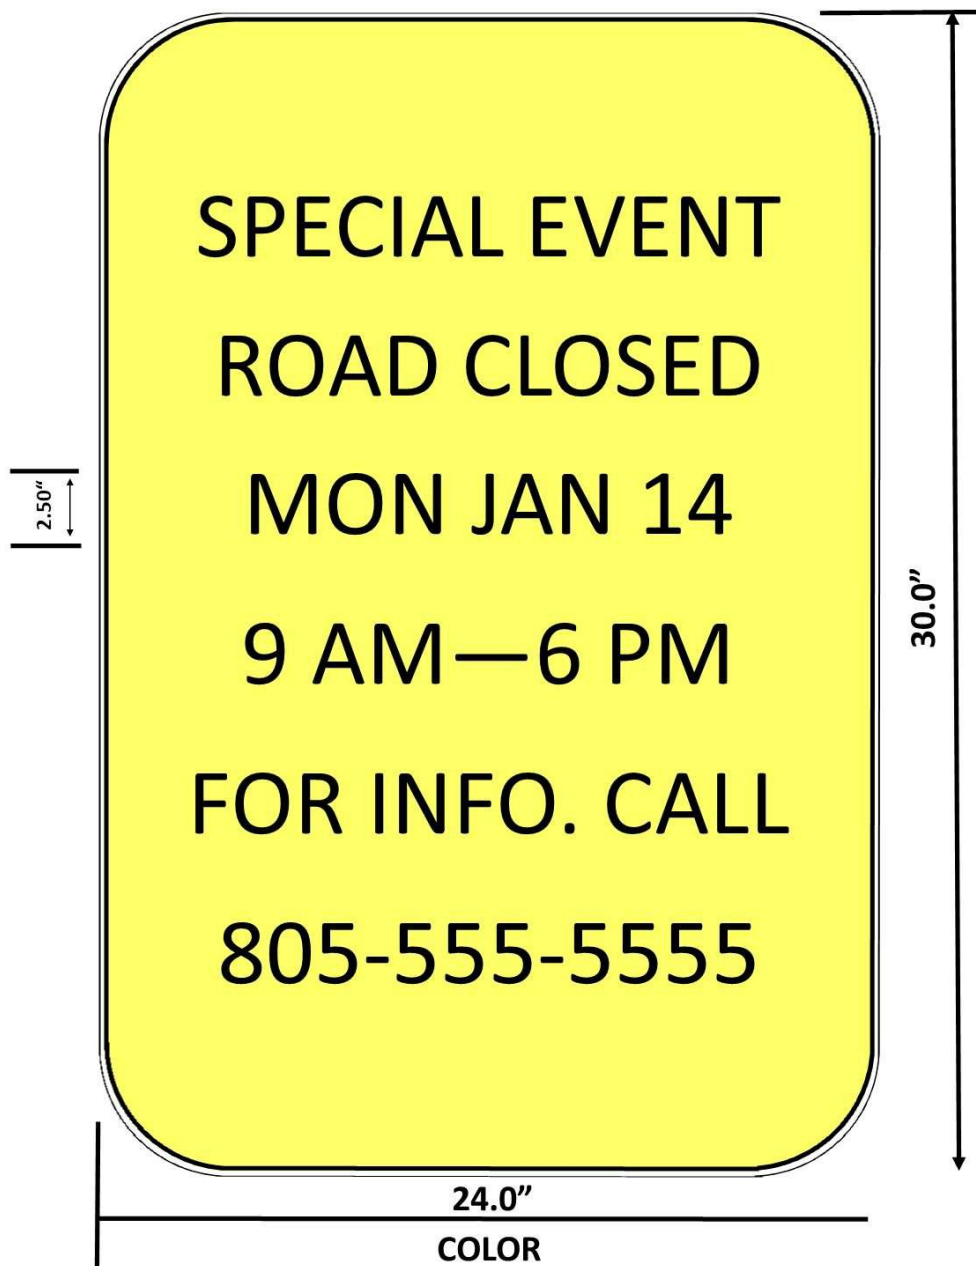 SPECIAL EVENT
ROAD CLOSED
MON JAN 14
2.50“
9 AM—6 PM
30.0”
FOR INFO. CALL
805-555-5555
24.0”
COLOR